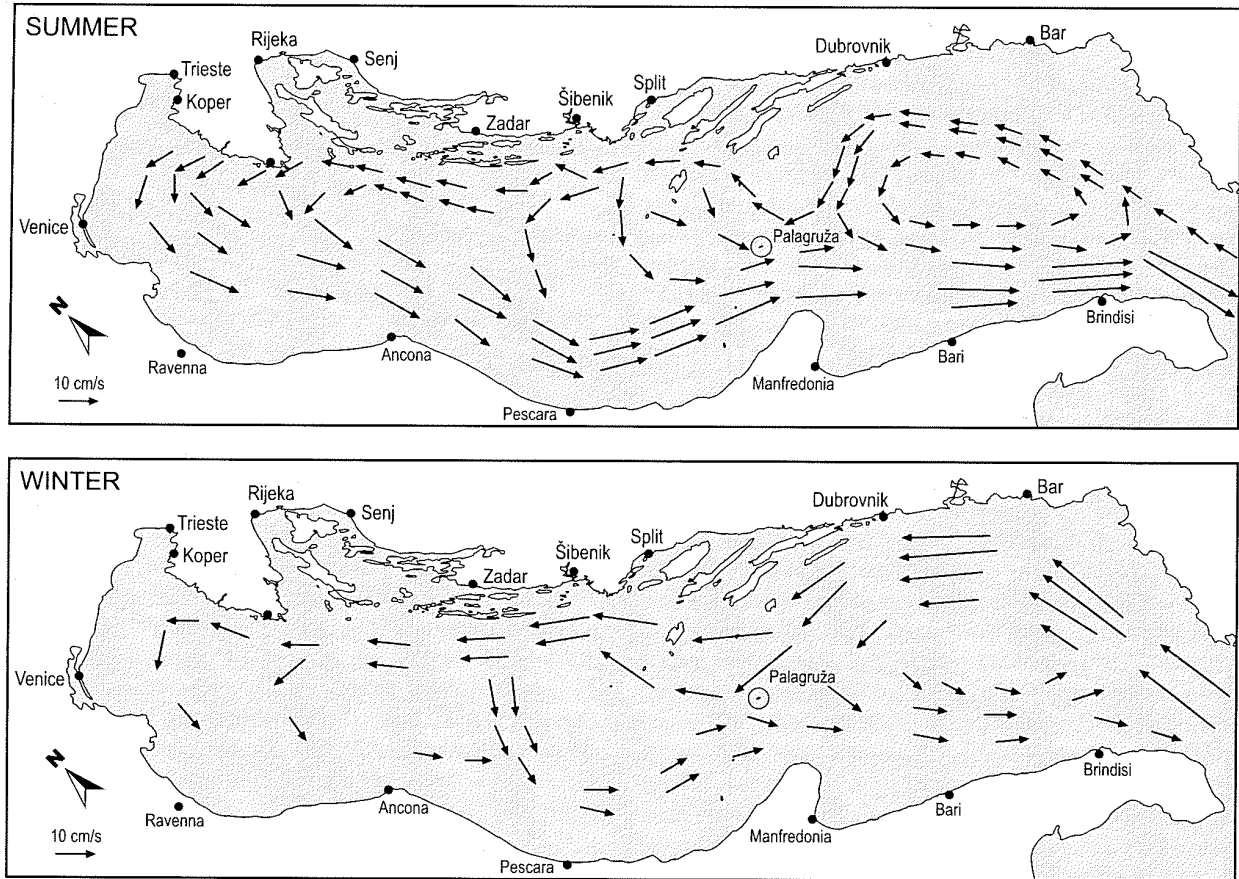 SUMMER
Rijeka
Senj
Trieste
Koper
Zadar
Šibenik
Split
Dubrovnik
Bar
Venice
Palagruža
N
Ravenna
Ancona
Pescara
Manfredonia
Bari
Brindisi
10 cm/s
WINTER
Rijeka
Senj
Trieste
Koper
Zadar
Šibenik
Split
Dubrovnik
Bar
Venice
Palagruža
N
Ravenna
Ancona
Pescara
Manfredonia
Bari
Brindisi
10 cm/s